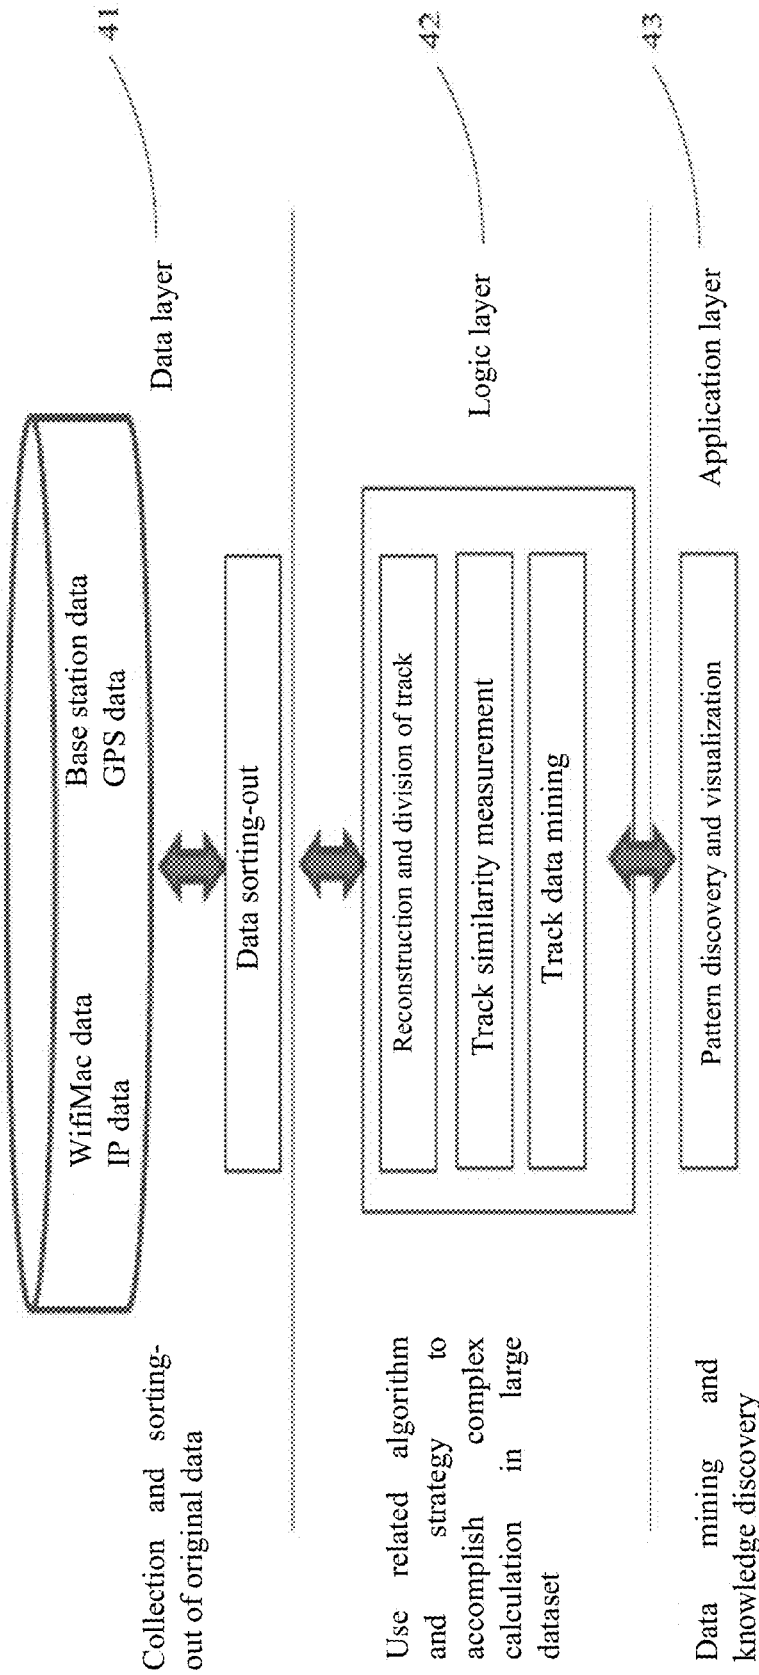 Collection and sorting-
out of original data
WifiMac data
IP data
Base station data
GPS data
Data sorting-out
Data layer
41
Use related algorithm
and strategy to
accomplish complex
calculation in large
dataset
Reconstruction and division of track
Track similarity measurement
Track data mining
Logic layer
42
Data mining and
knowledge discovery
Pattern discovery and visualization
Application layer
43